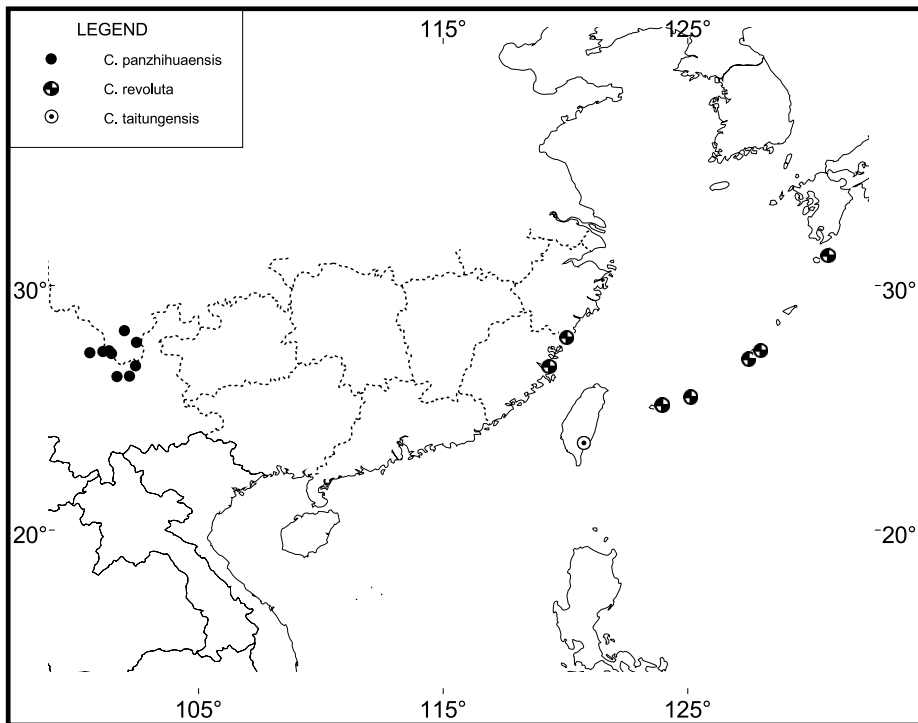 LEGEND
C. panzhihuaensis
C. revoluta
C. taitungensis
115° 125°
30° 30°
20° 20°
105° 115° 125°